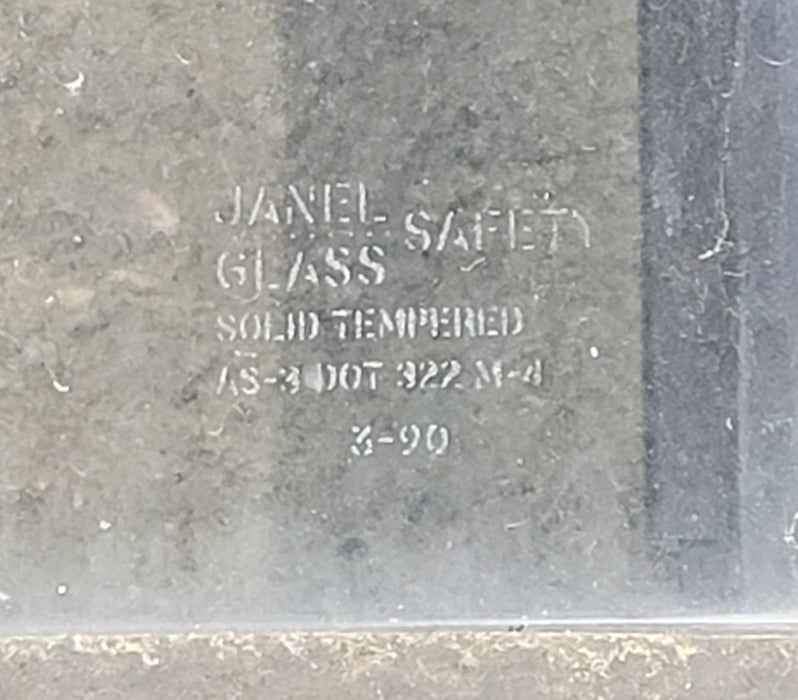 JANEL SAFETY
GLASS
SOLID TEMPERED
AS-3 DOT 322 M-4
3-90